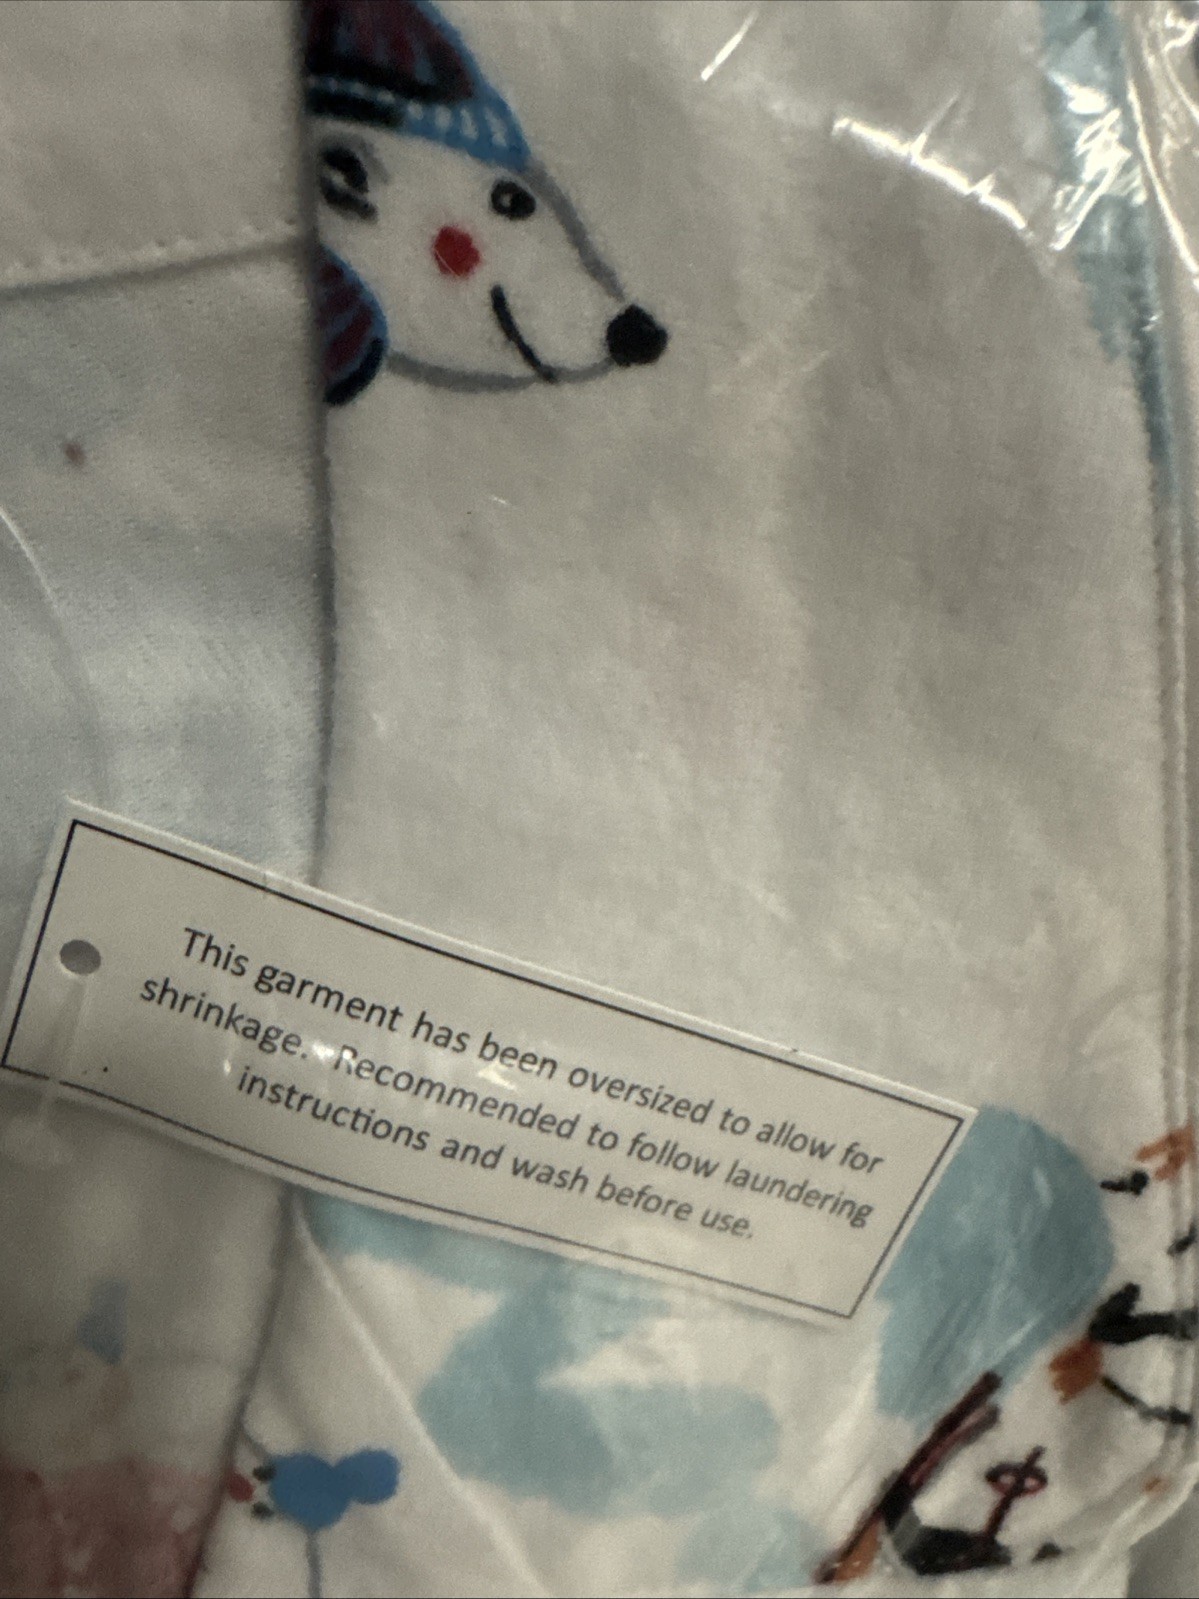 This garment has been oversized to allow for
shrinkage. Recommended to follow laundering
instructions and wash before use.